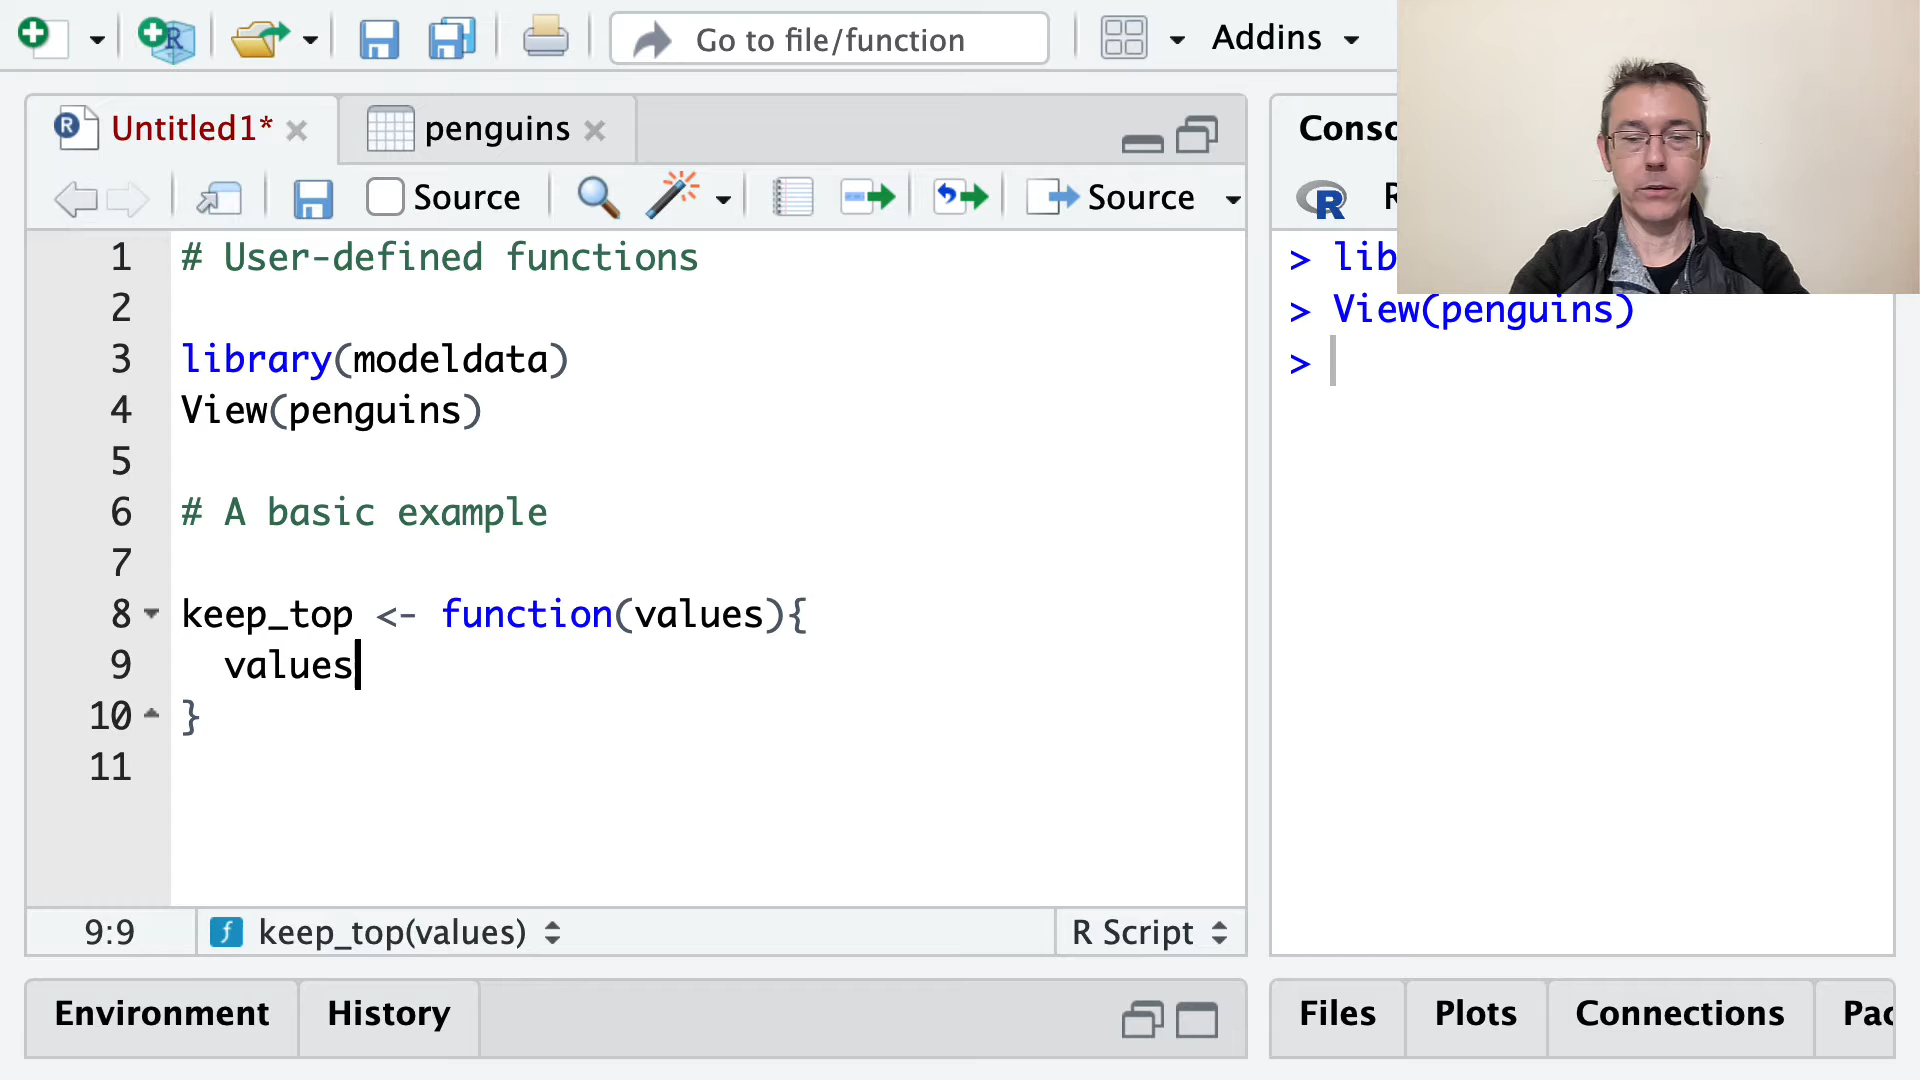 Go to file/function
Addins
Untitled1*
penguins
Source
Source
1 # User-defined functions
2
3 library(modeldata)
4 View(penguins)
5
6 # A basic example
7
8 keep_top <- function(values){
9 values
10 }
11
9:9
keep_top(values)
R Script
Environment
History
Conso
R
> lib
> View(penguins)
>
Files
Plots
Connections
Pac